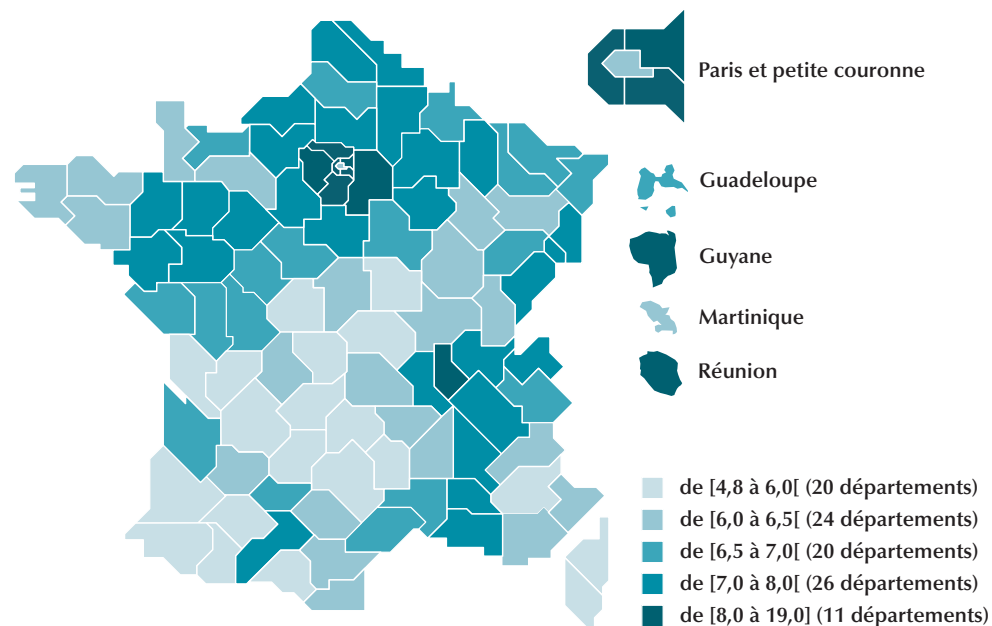 Paris et petite couronne
Guadeloupe
Guyane
Martinique
Réunion
de [4,8 à 6,0[ (20 départements)
de [6,0 à 6,5[ (24 départements)
de [6,5 à 7,0[ (20 départements)
de [7,0 à 8,0[ (26 départements)
de [8,0 à 19,0] (11 départements)